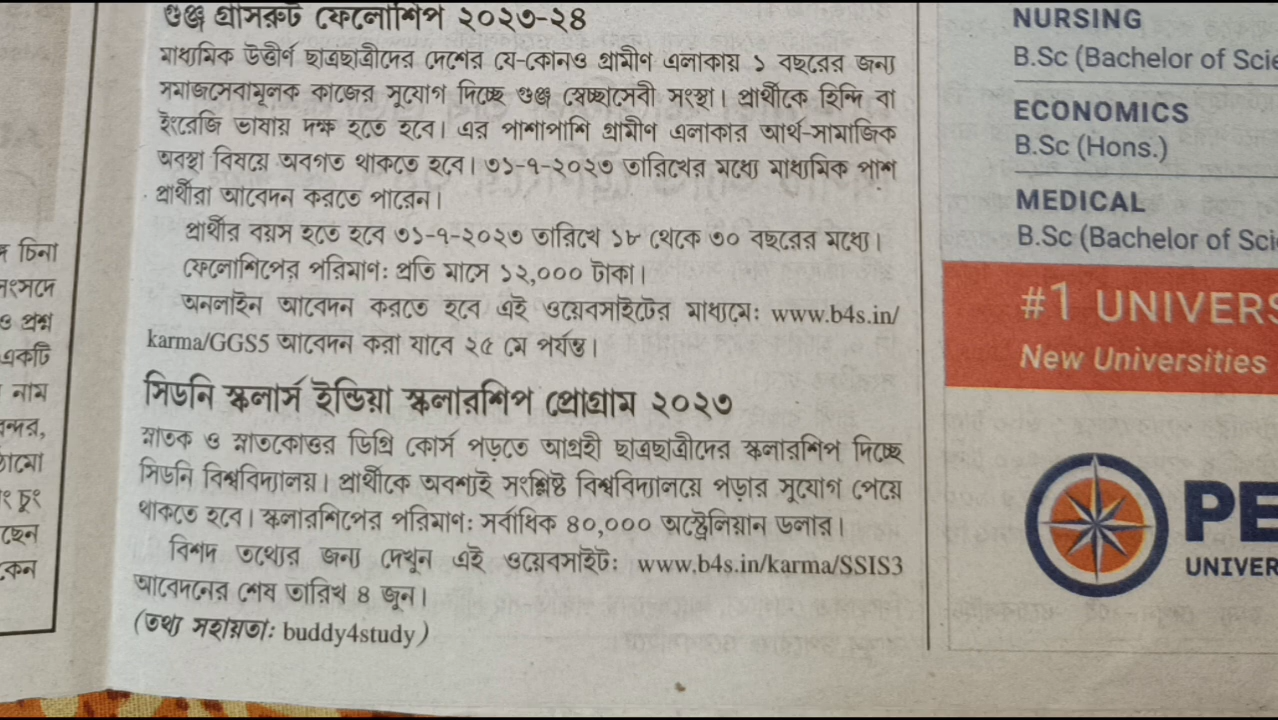 গুঞ্জ গ্রাসরুট ফেলোশিপ ২০২৩-২৪
মাধ্যমিক উত্তীর্ণ ছাত্রছাত্রীদের দেশের যে-কোনও গ্রামীণ এলাকায় ১ বছরের জন্য
সমাজসেবামূলক কাজের সুযোগ দিচ্ছে গুঞ্জ স্বেচ্ছাসেবী সংস্থা। প্রার্থীকে হিন্দি বা
ইংরেজি ভাষায় দক্ষ হতে হবে। এর পাশাপাশি গ্রামীণ এলাকার আর্থ-সামাজিক
অবস্থা বিষয়ে অবগত থাকতে হবে। ৩১-৭-২০২৩ তারিখের মধ্যে মাধ্যমিক পাশ
প্রার্থীরা আবেদন করতে পারেন।
প্রার্থীর বয়স হতে হবে ৩১-৭-২০২৩ তারিখে ১৮ থেকে ৩০ বছরের মধ্যে।
ফেলোশিপের পরিমাণ: প্রতি মাসে ১২,০০০ টাকা।
অনলাইন আবেদন করতে হবে এই ওয়েবসাইটের মাধ্যমে: www.b4s.in/
karma/GGS5 আবেদন করা যাবে ২৫ মে পর্যন্ত।
সিডনি স্কলার্স ইন্ডিয়া স্কলারশিপ প্রোগ্রাম ২০২৩
স্নাতক ও স্নাতকোত্তর ডিগ্রি কোর্স পড়তে আগ্রহী ছাত্রছাত্রীদের স্কলারশিপ দিচ্ছে
সিডনি বিশ্ববিদ্যালয়। প্রার্থীকে অবশ্যই সংশ্লিষ্ট বিশ্ববিদ্যালয়ে পড়ার সুযোগ পেয়ে
থাকতে হবে। স্কলারশিপের পরিমাণ: সর্বাধিক ৪০,০০০ অস্ট্রেলিয়ান ডলার।
বিশদ তথ্যের জন্য দেখুন এই ওয়েবসাইট: www.b4s.in/karma/SSIS3
আবেদনের শেষ তারিখ ৪ জুন।
(তথ্য সহায়তা: buddy4study)
চিনা
ও প্রশ্ন
একটি
নাম
NURSING
B.Sc (Bachelor of Scie
ECONOMICS
B.Sc (Hons.)
MEDICAL
B.Sc (Bachelor of Scie
#1 UNIVERS
New Universities
PE
UNIVER